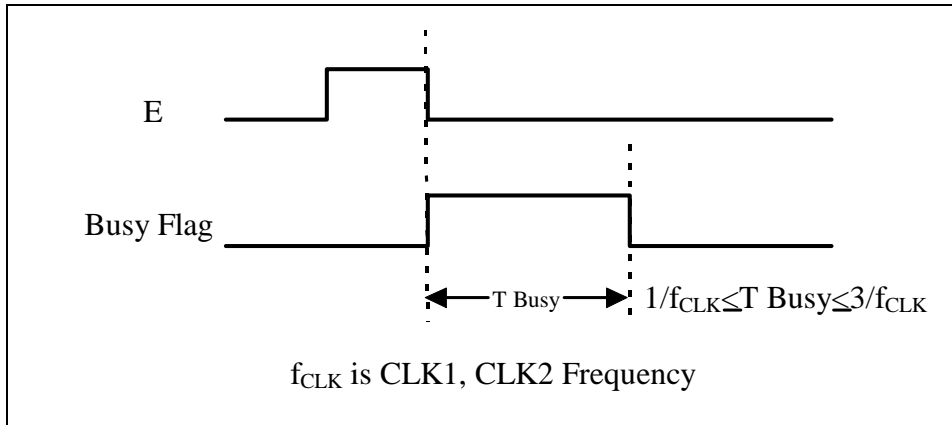 E
Busy Flag
T Busy
1/fCLK≤T Busy≤3/fCLK
fCLK is CLK1, CLK2 Frequency